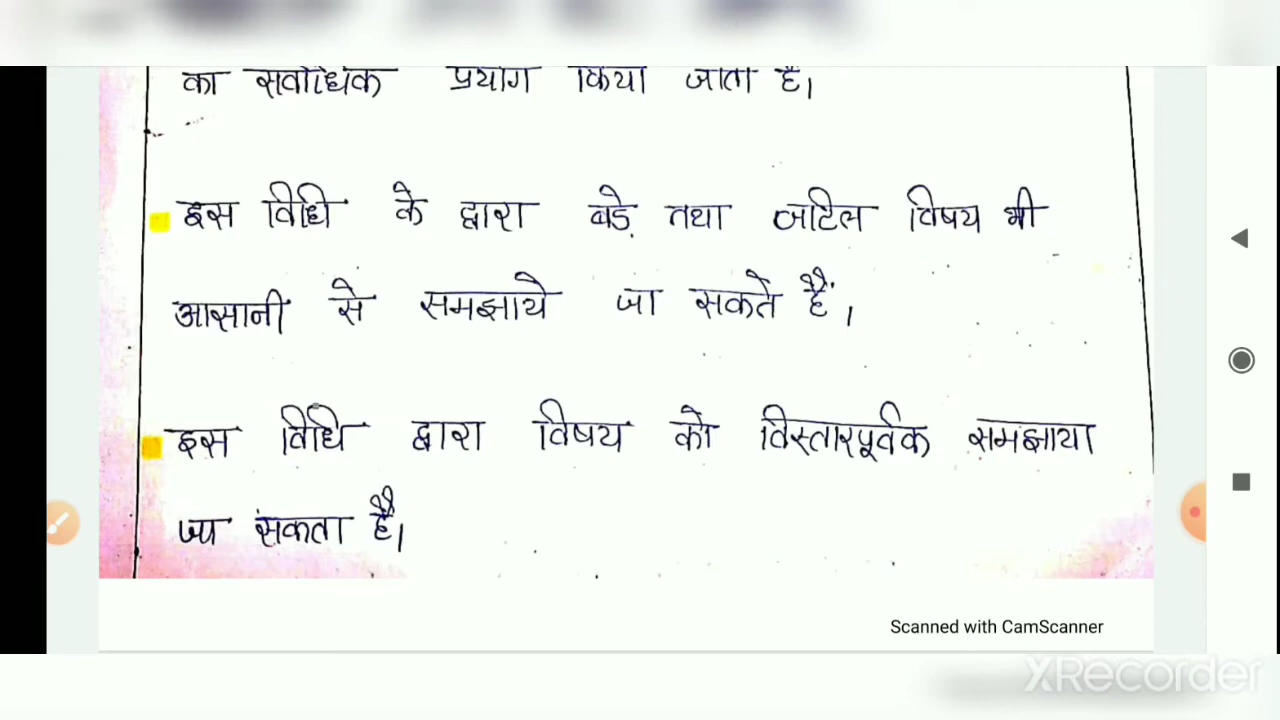 का सर्वाधिक प्रयोग किया जाता है।
इस विधि के द्वारा बडे़ तथा जटिल विषय भी
आसानी से समझाये जा सकते हैं।
इस विधि द्वारा विषय को विस्तारपूर्वक समझाया
जा सकता है।
Scanned with CamScanner
XRecorder